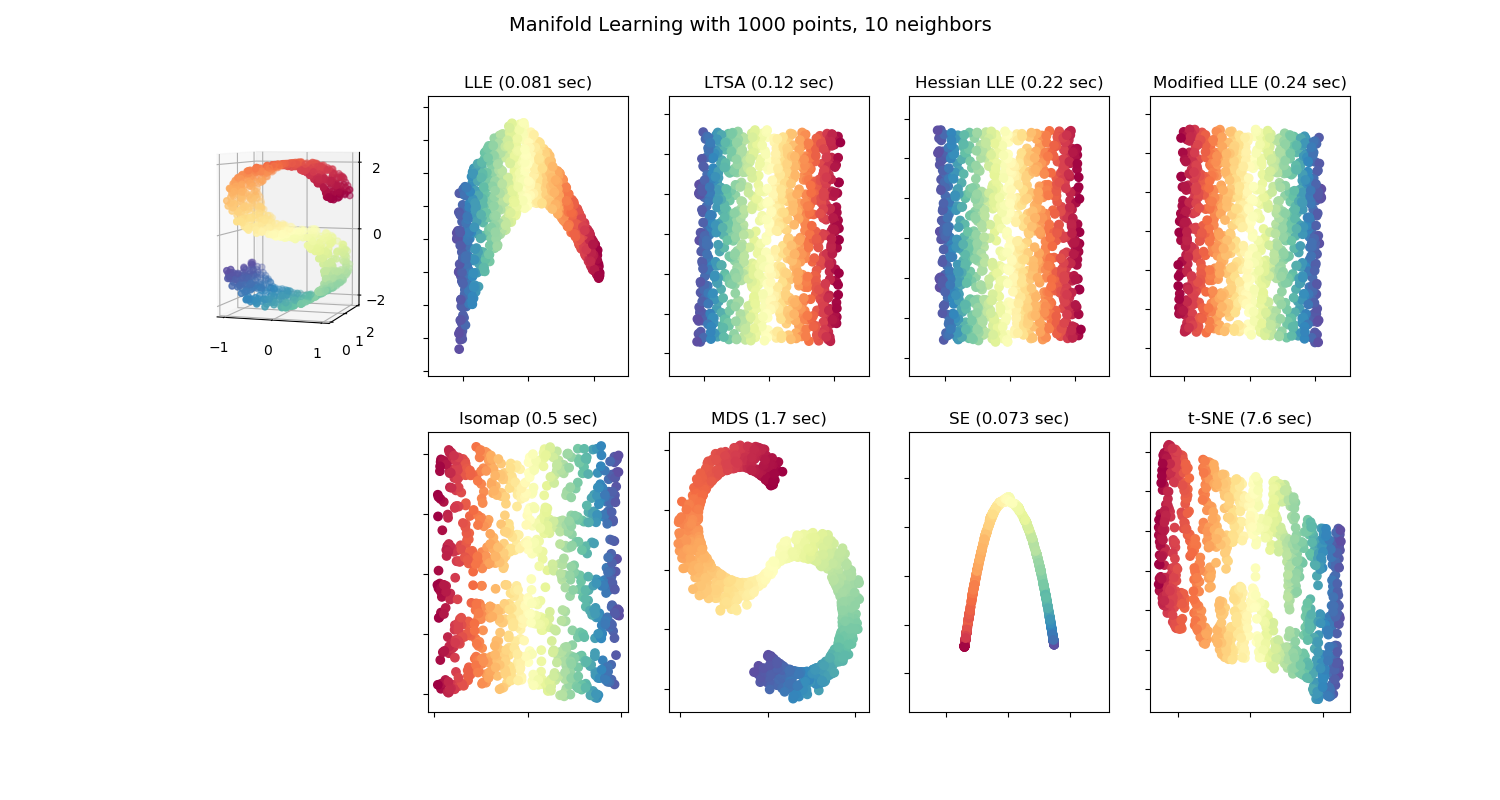 Manifold Learning with 1000 points, 10 neighbors
LLE (0.081 sec)
LTSA (0.12 sec)
Hessian LLE (0.22 sec)
Modified LLE (0.24 sec)
2
0
−2
−1
0
1
0
1
2
Isomap (0.5 sec)
MDS (1.7 sec)
SE (0.073 sec)
t-SNE (7.6 sec)